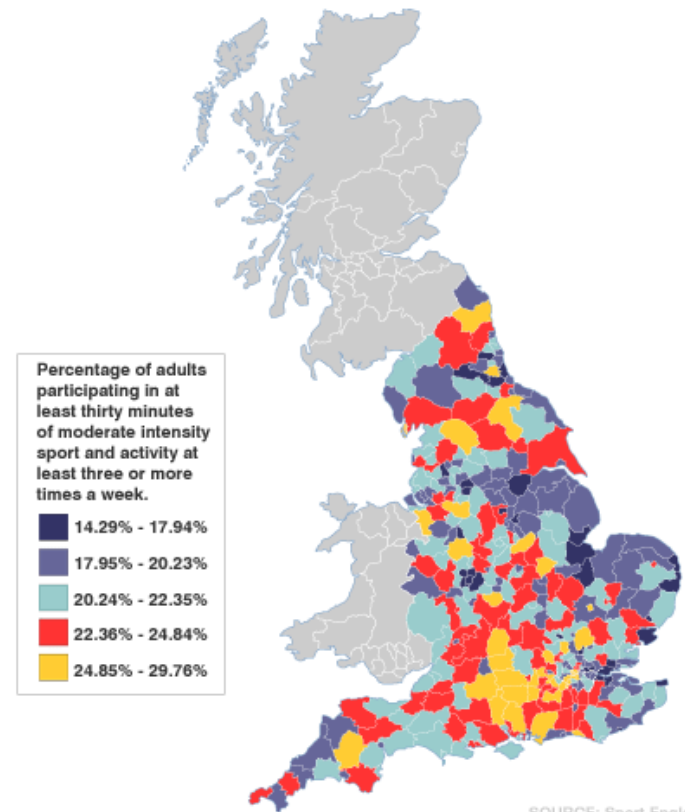 Percentage of adults
participating in at
least thirty minutes
of moderate intensity
sport and activity at
least three or more
times a week.
14.29% - 17.94%
17.95% - 20.23%
20.24% - 22.35%
22.36% - 24.84%
24.85% - 29.76%
SOURCE: Sport